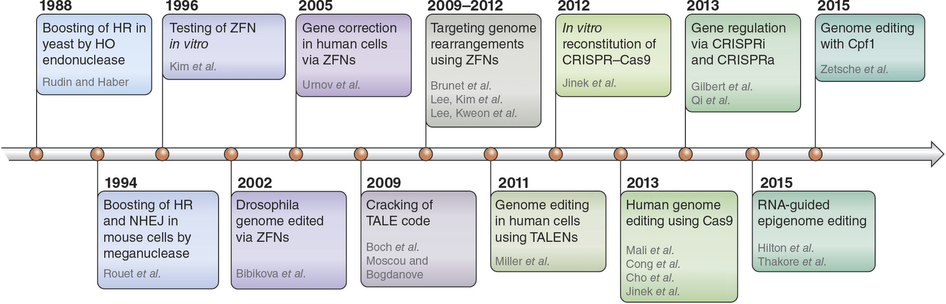 1988
Boosting of HR in
yeast by HO
endonuclease
Rudin and Haber
1994
Boosting of HR
and NHEJ in
mouse cells by
meganuclease
Rouet et al.
1996
Testing of ZFN
in vitro
Kim et al.
2002
Drosophila
genome edited
via ZFNs
Bibikova et al.
2005
Gene correction
in human cells
via ZFNs
Urnov et al.
2009
Cracking of
TALE code
Boch et al.
Moscou and
Bogdanove
2009–2012
Targeting genome
rearrangements
using ZFNs
Brunet et al.
Lee, Kim et al.
Lee, Kweon et al.
2011
Genome editing
in human cells
using TALENs
Miller et al.
2012
In vitro
reconstitution of
CRISPR–Cas9
Jinek et al.
2013
Human genome
editing using Cas9
Mali et al.
Cong et al.
Cho et al.
Jinek et al.
2013
Gene regulation
via CRISPRi
and CRISPRa
Gilbert et al.
Qi et al.
2015
RNA-guided
epigenome editing
Hilton et al.
Thakore et al.
2015
Genome editing
with Cpf1
Zetsche et al.